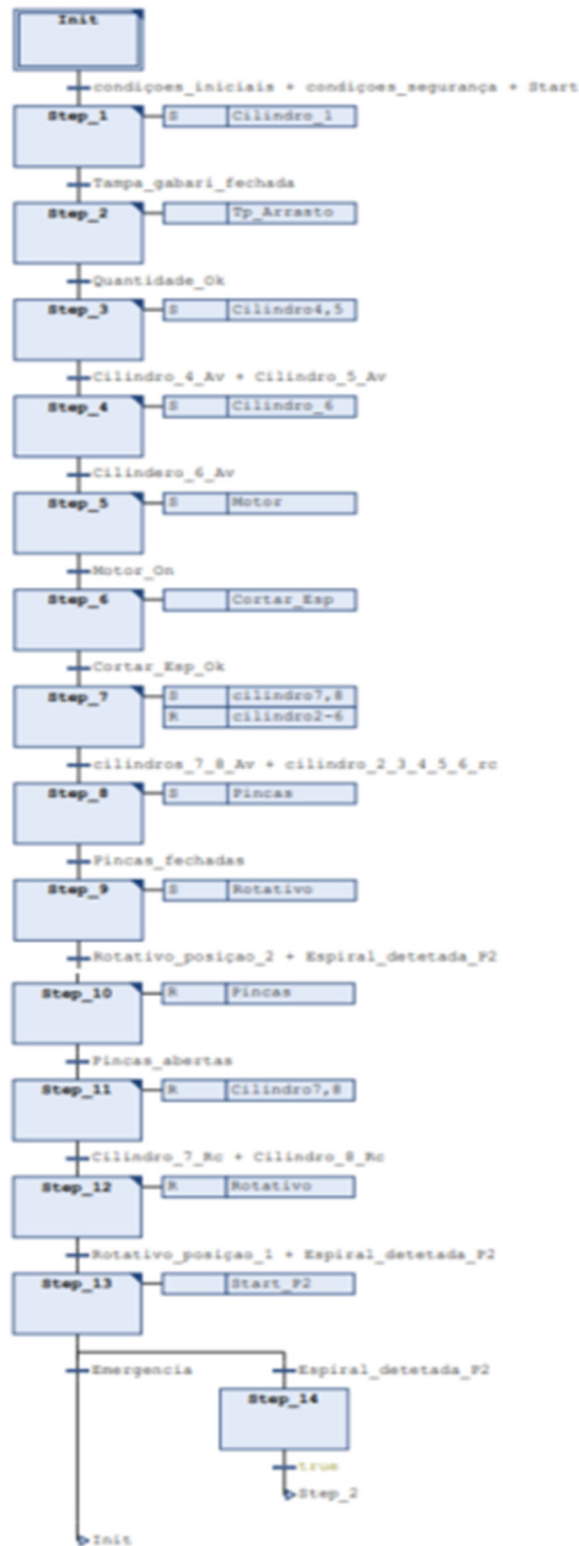 Init
condiçoes_iniciais + condiçoes_segurança + Start
Step_1
S Cilindro_1
Tampa_gabari_fechada
Step_2
Tp_Arrasto
Quantidade_Ok
Step_3
S Cilindro4,5
Cilindro_4_Av + Cilindro_5_Av
Step_4
S Cilindro_6
Cilindero_6_Av
Step_5
S Motor
Motor_On
Step_6
Cortar_Esp
Cortar_Esp_Ok
Step_7
S cilindro7,8
R cilindro2-6
cilindros_7_8_Av + cilindro_2_3_4_5_6_rc
Step_8
S Pincas
Pincas_fechadas
Step_9
S Rotativo
Rotativo_posiçao_2 + Espiral_detetada_P2
Step_10
R Pincas
Pincas_abertas
Step_11
R Cilindro7,8
Cilindro_7_Rc + Cilindro_8_Rc
Step_12
R Rotativo
Rotativo_posiçao_1 + Espiral_detetada_P2
Step_13
Start_P2
Emergencia
Espiral_detetada_P2
Step_14
true
Step_2
Init